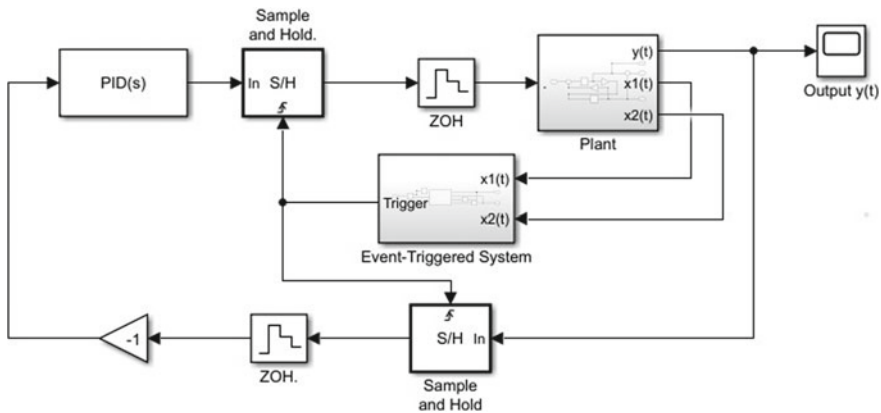 Sample
and Hold.
PID(s)
In S/H
ZOH
y(t)
x1(t)
x2(t)
Plant
Output y(t)
Trigger
x1(t)
x2(t)
Event-Triggered System
-1
ZOH.
S/H In
Sample
and Hold